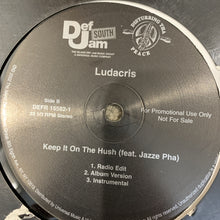 Def Jam
SOUTH
DISTURBING THA
PEACE
Ludacris
Side B
DEFR 15582-1
33 1/3 RPM Stereo
For Promotional Use Only
Not For Sale
Keep It On The Hush (feat. Jazze Pha)
1. Radio Edit
2. Album Version
3. Instrumental